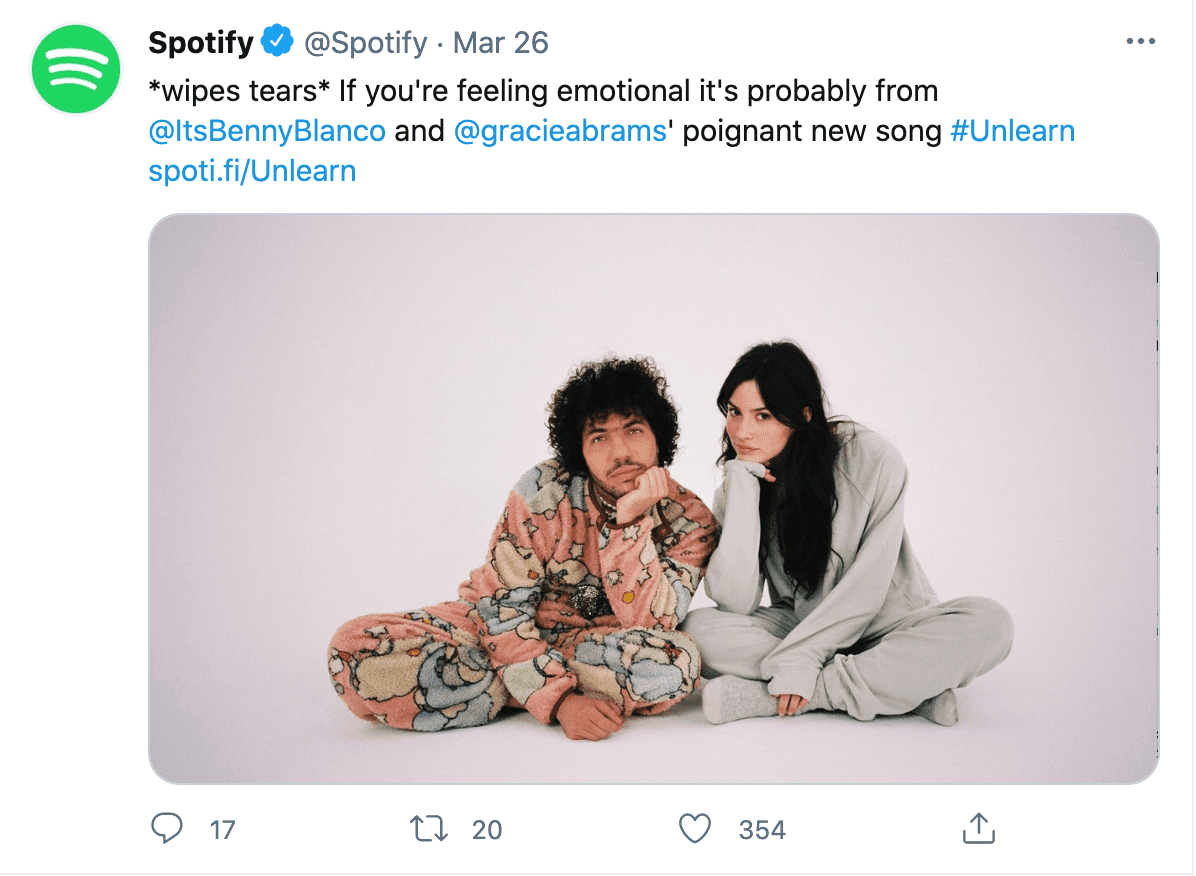 Spotify @Spotify · Mar 26
*wipes tears* If you're feeling emotional it's probably from
@ItsBennyBlanco and @gracieabrams' poignant new song #Unlearn
spoti.fi/Unlearn
17 20 354